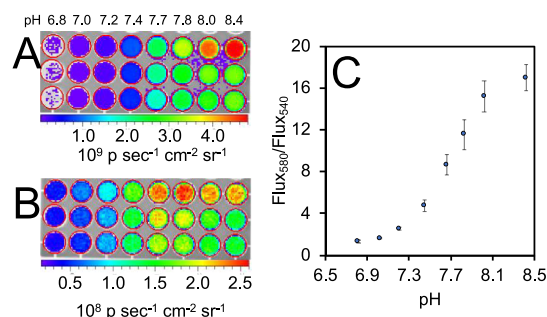 pH 6.8 7.0 7.2 7.4 7.7 7.8 8.0 8.4
A
1.0 2.0 3.0 4.0
10⁹ p sec⁻¹ cm⁻² sr⁻¹
B
0.5 1.0 1.5 2.0 2.5
10⁸ p sec⁻¹ cm⁻² sr⁻¹
C
Flux₅₈₀/Flux₅₄₀
20
16
12
8
4
0
6.5 6.9 7.3 7.7 8.1 8.5
pH